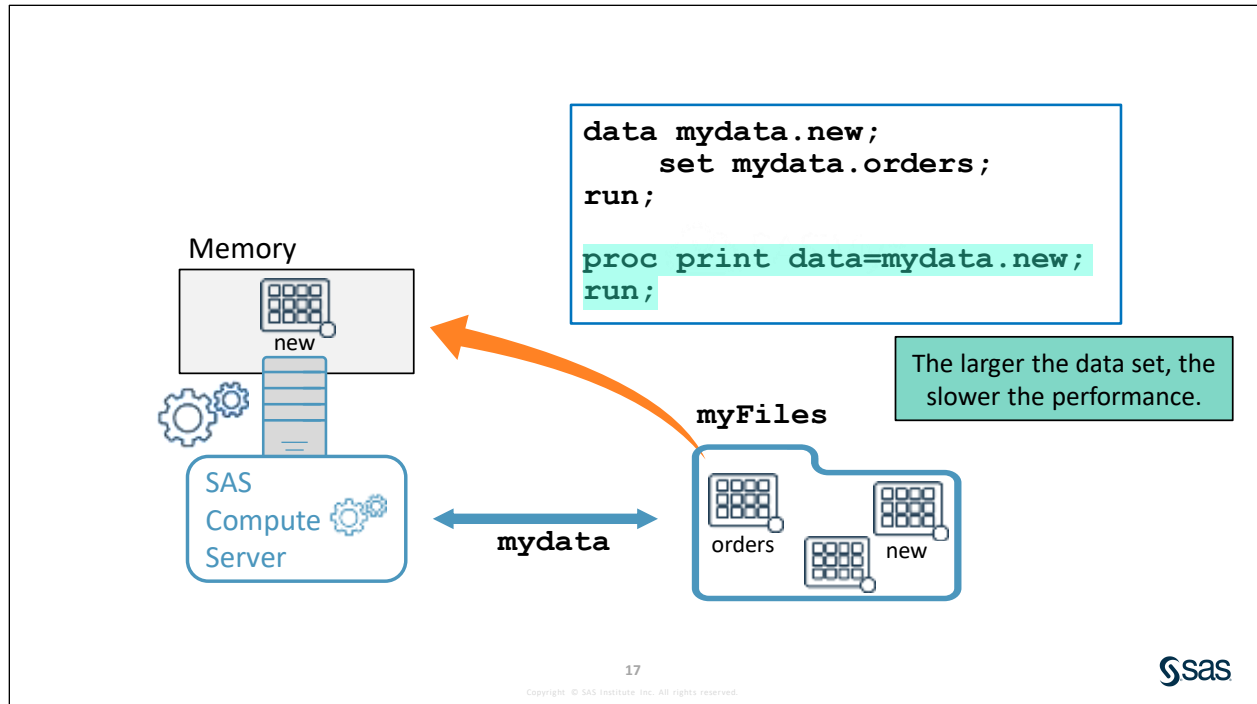 data mydata.new;
    set mydata.orders;
run;
proc print data=mydata.new;
run;
Memory
new
The larger the data set, the
slower the performance.
myFiles
SAS
Compute
Server
mydata
orders
new
17
Copyright © SAS Institute Inc. All rights reserved.
sas